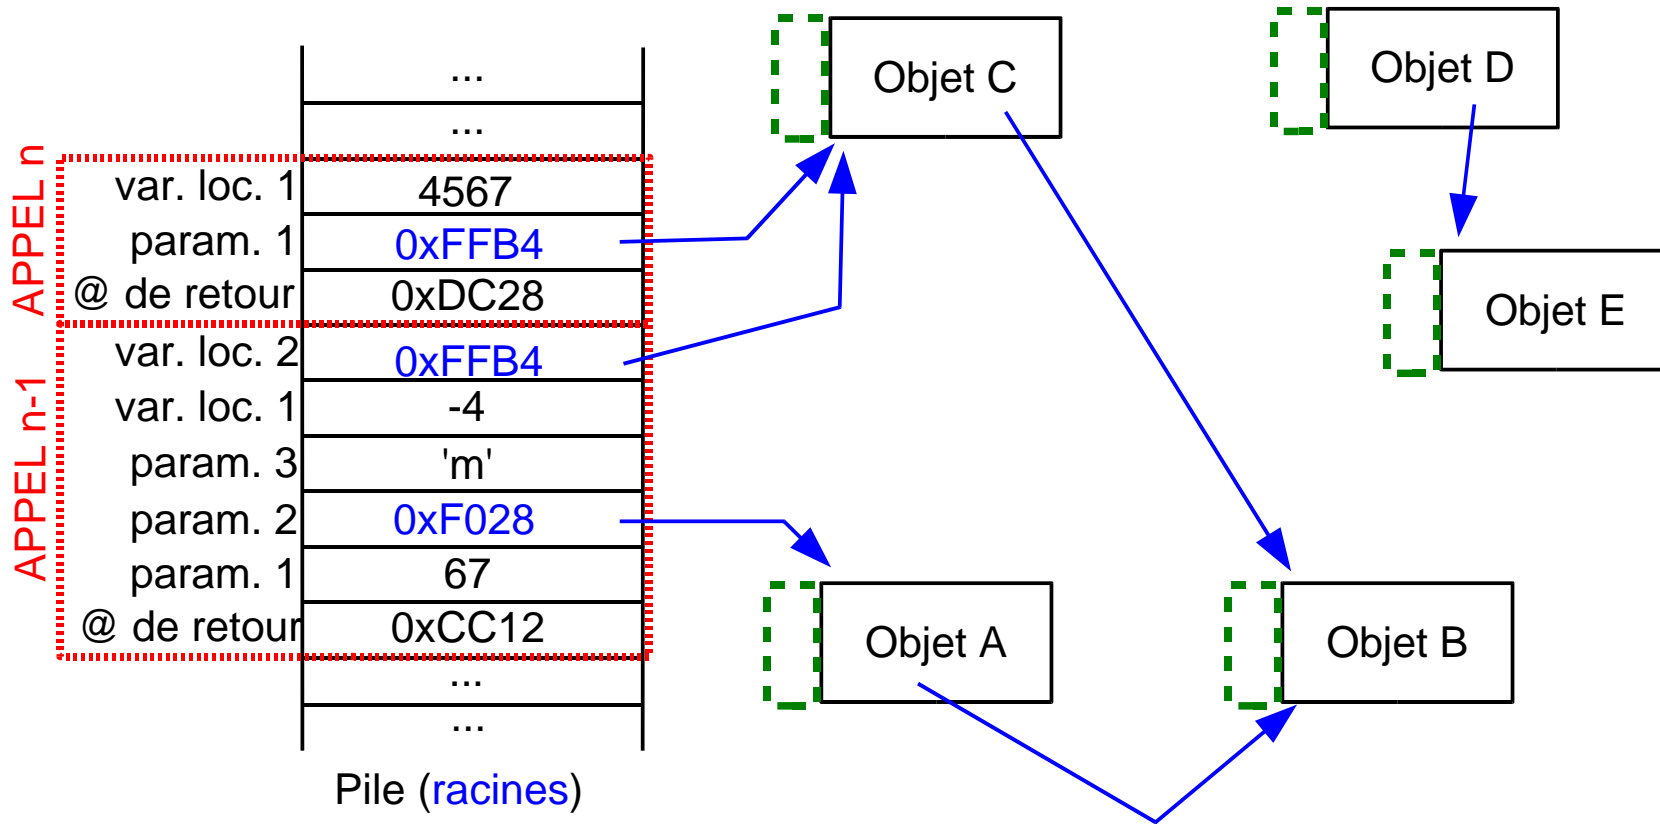 ...
...
APPEL n
var. loc. 1 4567
param. 1 0xFFB4
@ de retour 0xDC28
APPEL n-1
var. loc. 2 0xFFB4
var. loc. 1 -4
param. 3 'm'
param. 2 0xF028
param. 1 67
@ de retour 0xCC12
...
...
Pile (racines)
Objet C
Objet D
Objet E
Objet A
Objet B